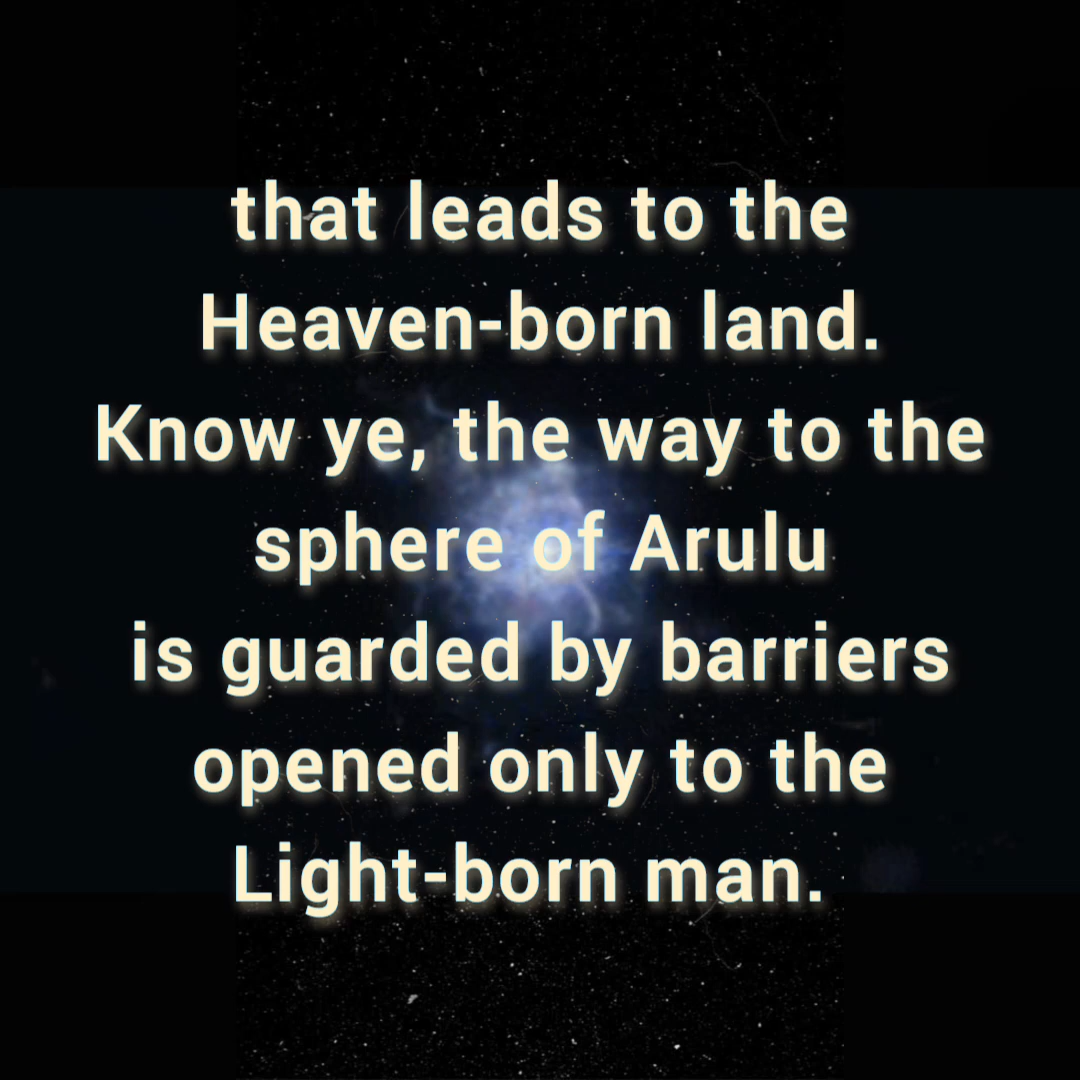 that leads to the
Heaven-born land.
Know ye, the way to the
sphere of Arulu
is guarded by barriers
opened only to the
Light-born man.